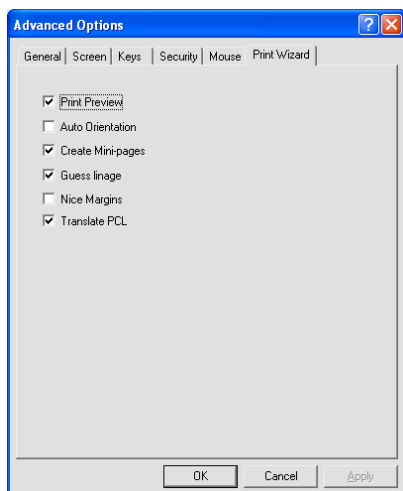 Advanced Options
General Screen Keys Security Mouse Print Wizard
Print Preview
Auto Orientation
Create Mini-pages
Guess linage
Nice Margins
Translate PCL
OK Cancel Apply